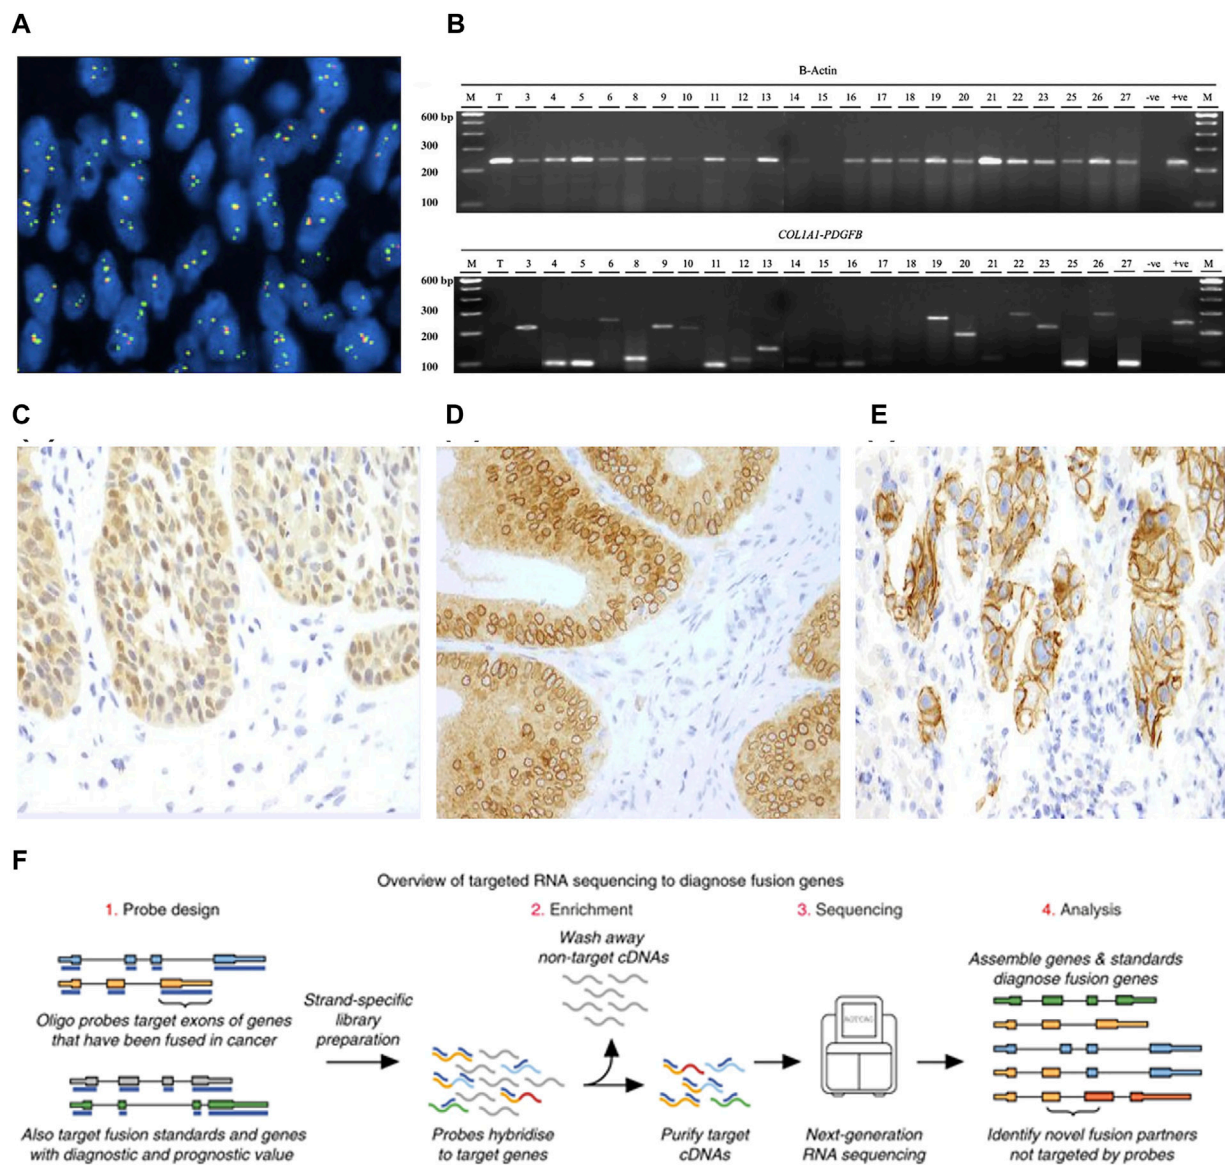 A
B
B-Actin
M T 3 4 5 6 8 9 10 11 12 13 14 15 16 17 18 19 20 21 22 23 25 26 27 -ve +ve M
600 bp
300
200
100
COL1A1-PDGFB
M T 3 4 5 6 8 9 10 11 12 13 14 15 16 17 18 19 20 21 22 23 25 26 27 -ve +ve M
600 bp
300
200
100
C
D
E
F
Overview of targeted RNA sequencing to diagnose fusion genes
1. Probe design
Oligo probes target exons of genes
that have been fused in cancer
Also target fusion standards and genes
with diagnostic and prognostic value
Strand-specific
library
preparation
2. Enrichment
Wash away
non-target cDNAs
Probes hybridise
to target genes
Purify target
cDNAs
3. Sequencing
Next-generation
RNA sequencing
4. Analysis
Assemble genes & standards
diagnose fusion genes
Identify novel fusion partners
not targeted by probes